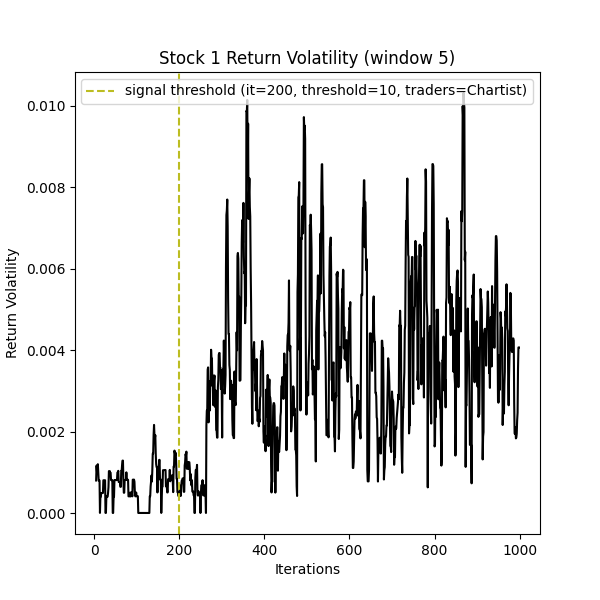 Stock 1 Return Volatility (window 5)
signal threshold (it=200, threshold=10, traders=Chartist)
0.010
0.008
0.006
0.004
0.002
0.000
Return Volatility
0 200 400 600 800 1000
Iterations